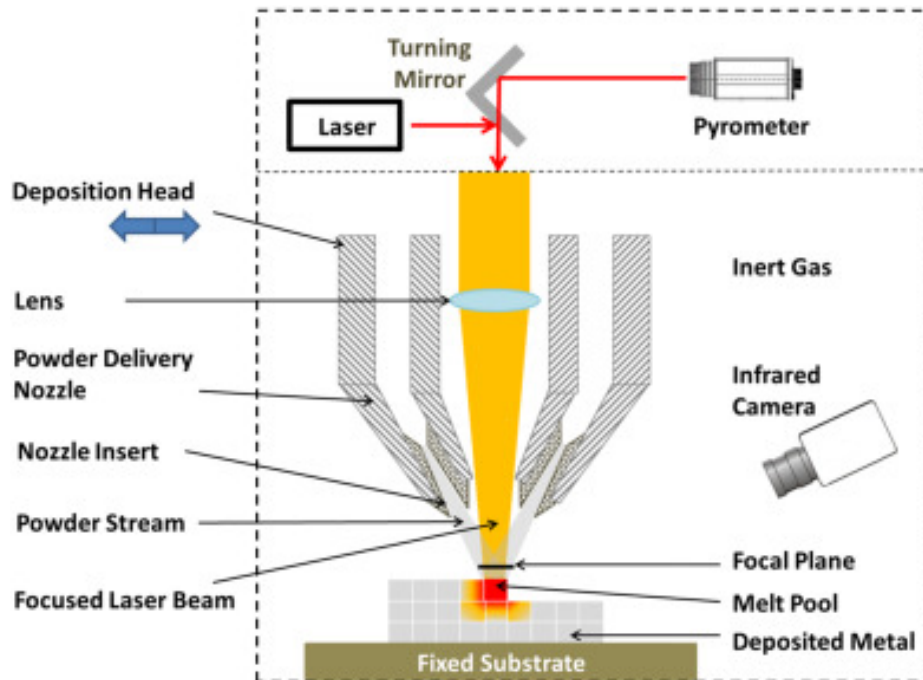 Turning
Mirror
Laser
Pyrometer
Deposition Head
Inert Gas
Lens
Powder Delivery
Nozzle
Infrared
Camera
Nozzle Insert
Powder Stream
Focal Plane
Focused Laser Beam
Melt Pool
Deposited Metal
Fixed Substrate